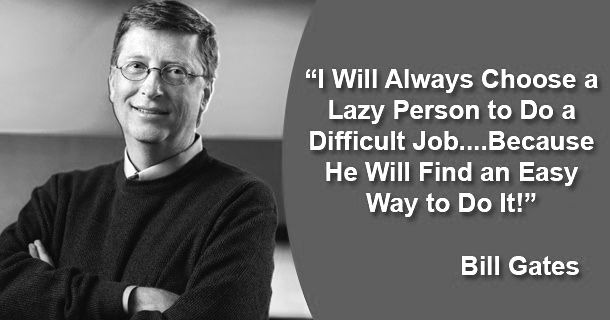 “I Will Always Choose a
Lazy Person to Do a
Difficult Job....Because
He Will Find an Easy
Way to Do It!”
Bill Gates